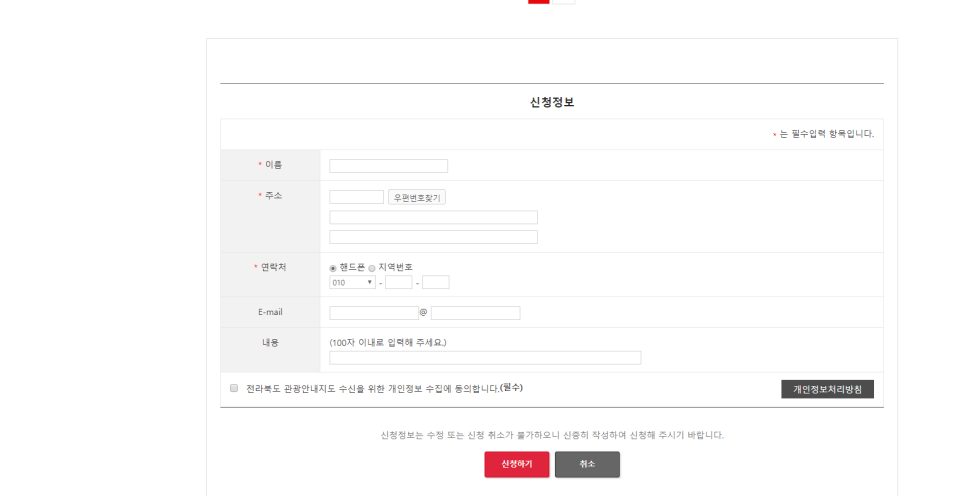 신청정보
* 는 필수입력 항목입니다.
* 이름
* 주소
우편번호찾기
* 연락처
핸드폰 지역번호
010 - -
E-mail
@
내용
(100자 이내로 입력해 주세요.)
전라북도 관광안내지도 수신을 위한 개인정보 수집에 동의합니다.(필수)
개인정보처리방침
신청정보는 수정 또는 신청 취소가 불가하오니 신중히 작성하여 신청해 주시기 바랍니다.
신청하기
취소